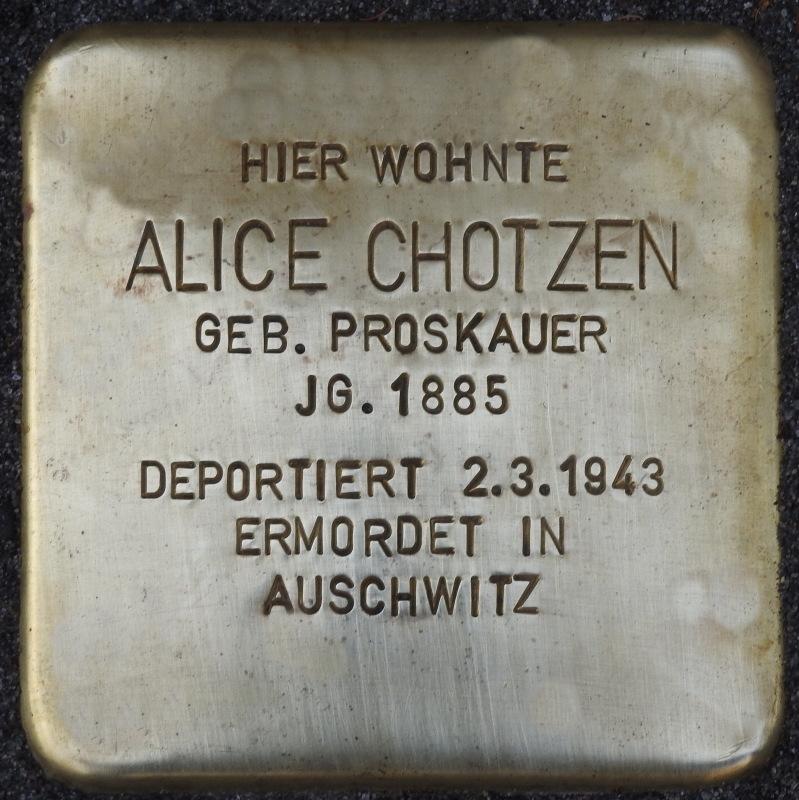 HIER WOHNTE
ALICE CHOTZEN
GEB. PROSKAUER
JG. 1885
DEPORTIERT 2.3.1943
ERMORDET IN
AUSCHWITZ